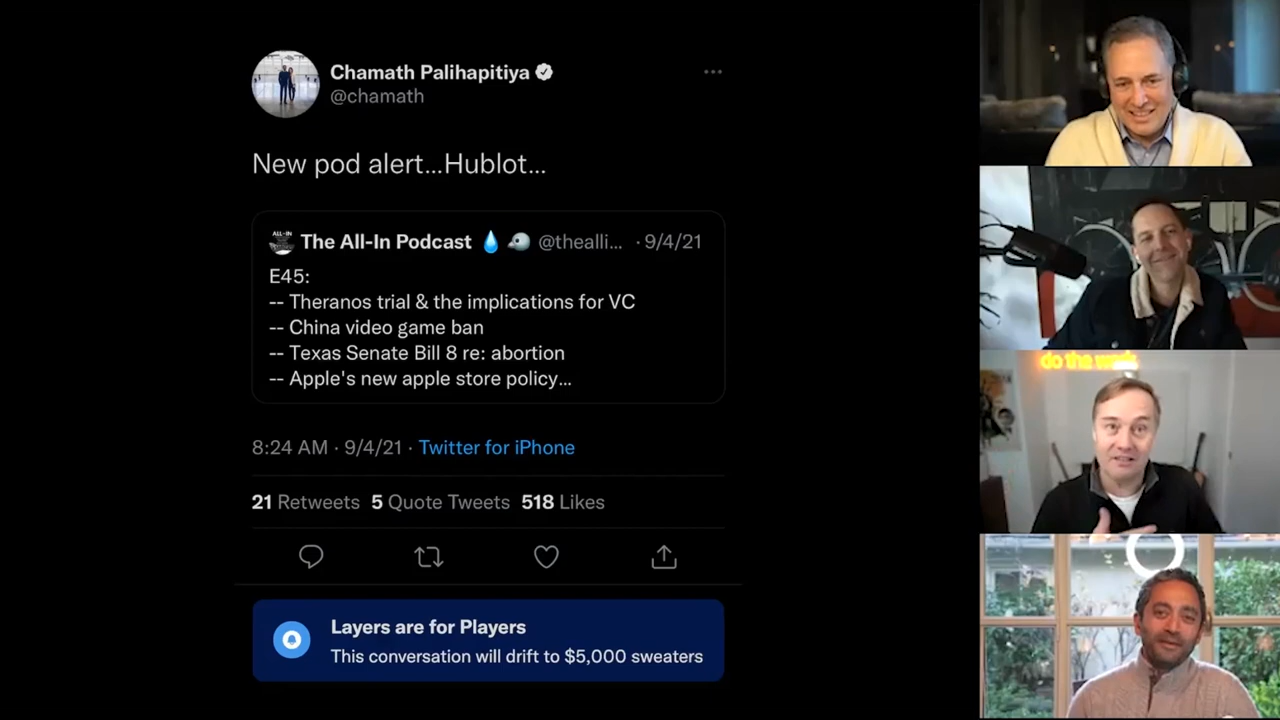 Chamath Palihapitiya
@chamath
New pod alert...Hublot...
ALL-IN
The All-In Podcast 💧 @thealli... · 9/4/21
E45:
-- Theranos trial & the implications for VC
-- China video game ban
-- Texas Senate Bill 8 re: abortion
-- Apple's new apple store policy...
8:24 AM · 9/4/21 · Twitter for iPhone
21 Retweets 5 Quote Tweets 518 Likes
Layers are for Players
This conversation will drift to $5,000 sweaters
do the work